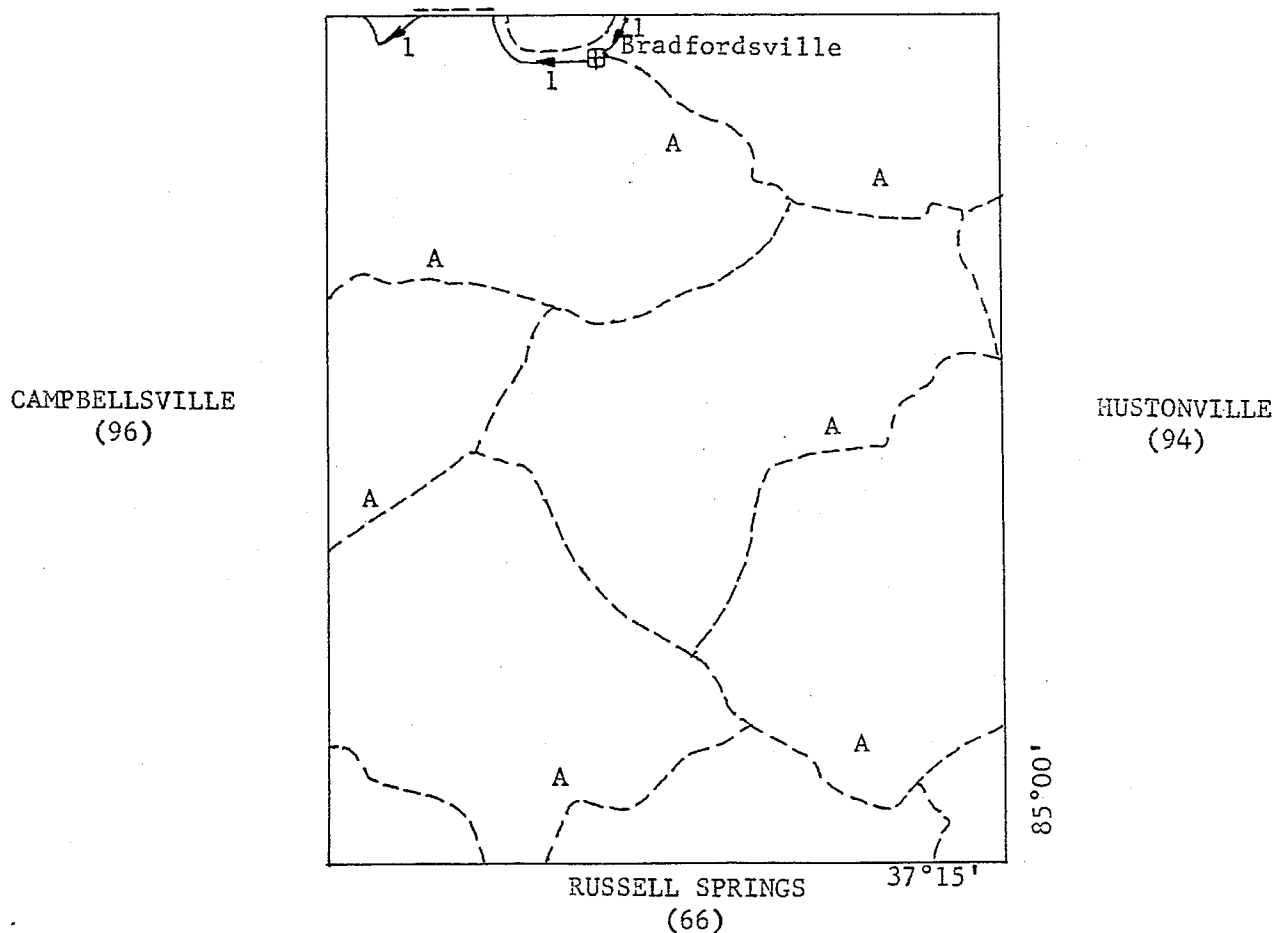 1
1
Bradfordsville
1
A
A
A
CAMPBELLSVILLE
(96)
HUSTONVILLE
(94)
A
A
A
A
85°00'
37°15'
RUSSELL SPRINGS
(66)